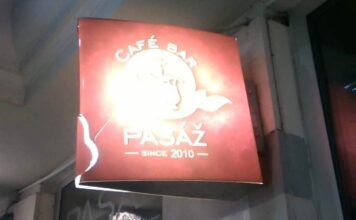 CAFÉ BAR
PASÁŽ
— SINCE 2010 —